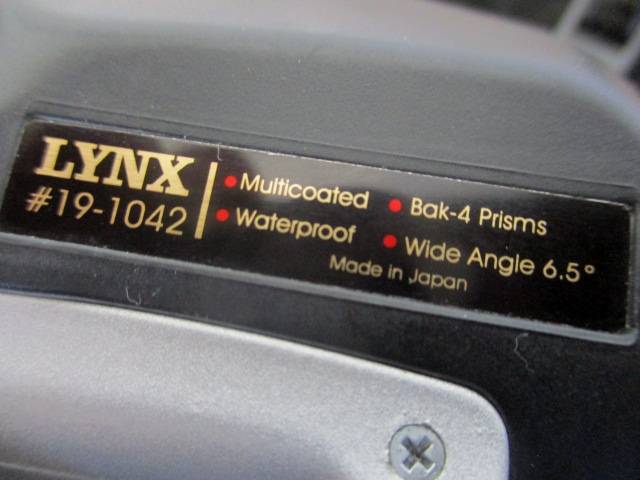 LYNX
#19-1042
• Multicoated • Bak-4 Prisms
• Waterproof • Wide Angle 6.5°
Made in Japan